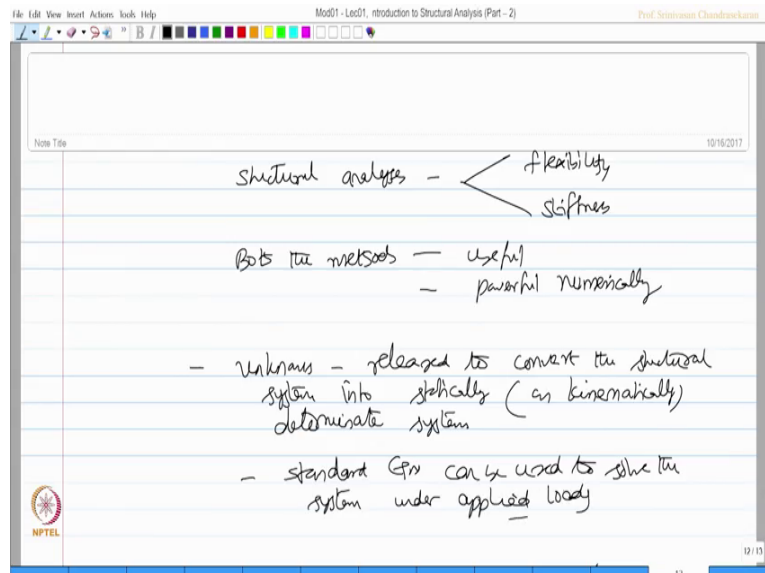 File Edit View Insert Actions Tools Help
Mod01 - Lec01, ntroduction to Structural Analysis (Part – 2)
Prof. Srinivasan Chandrasekaran
B I
Note Title
10/16/2017
structural analyses - flexibility
stiffness
Both the methods - useful
- powerful numerically
- unknowns - released to convert the structural
system into statically (or kinematically)
determinate system
- standard Eqn can be used to solve the
system under applied loads
NPTEL
12 / 13